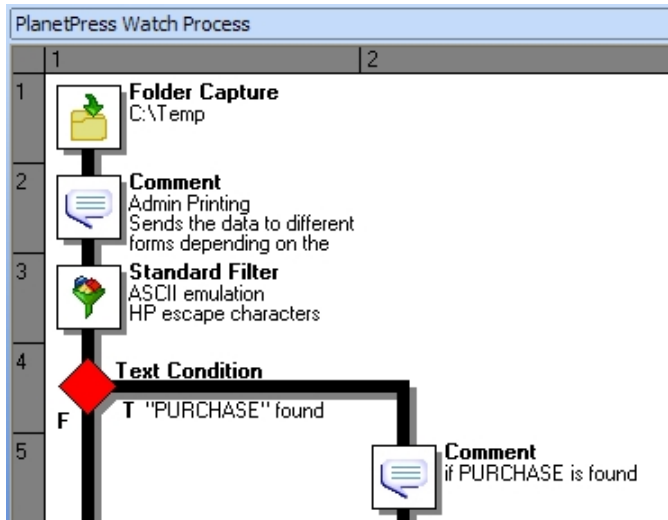 PlanetPress Watch Process
1 2
1
Folder Capture
C:\Temp
2
Comment
Admin Printing
Sends the data to different
forms depending on the
3
Standard Filter
ASCII emulation
HP escape characters
4
Text Condition
F T "PURCHASE" found
5
Comment
if PURCHASE is found